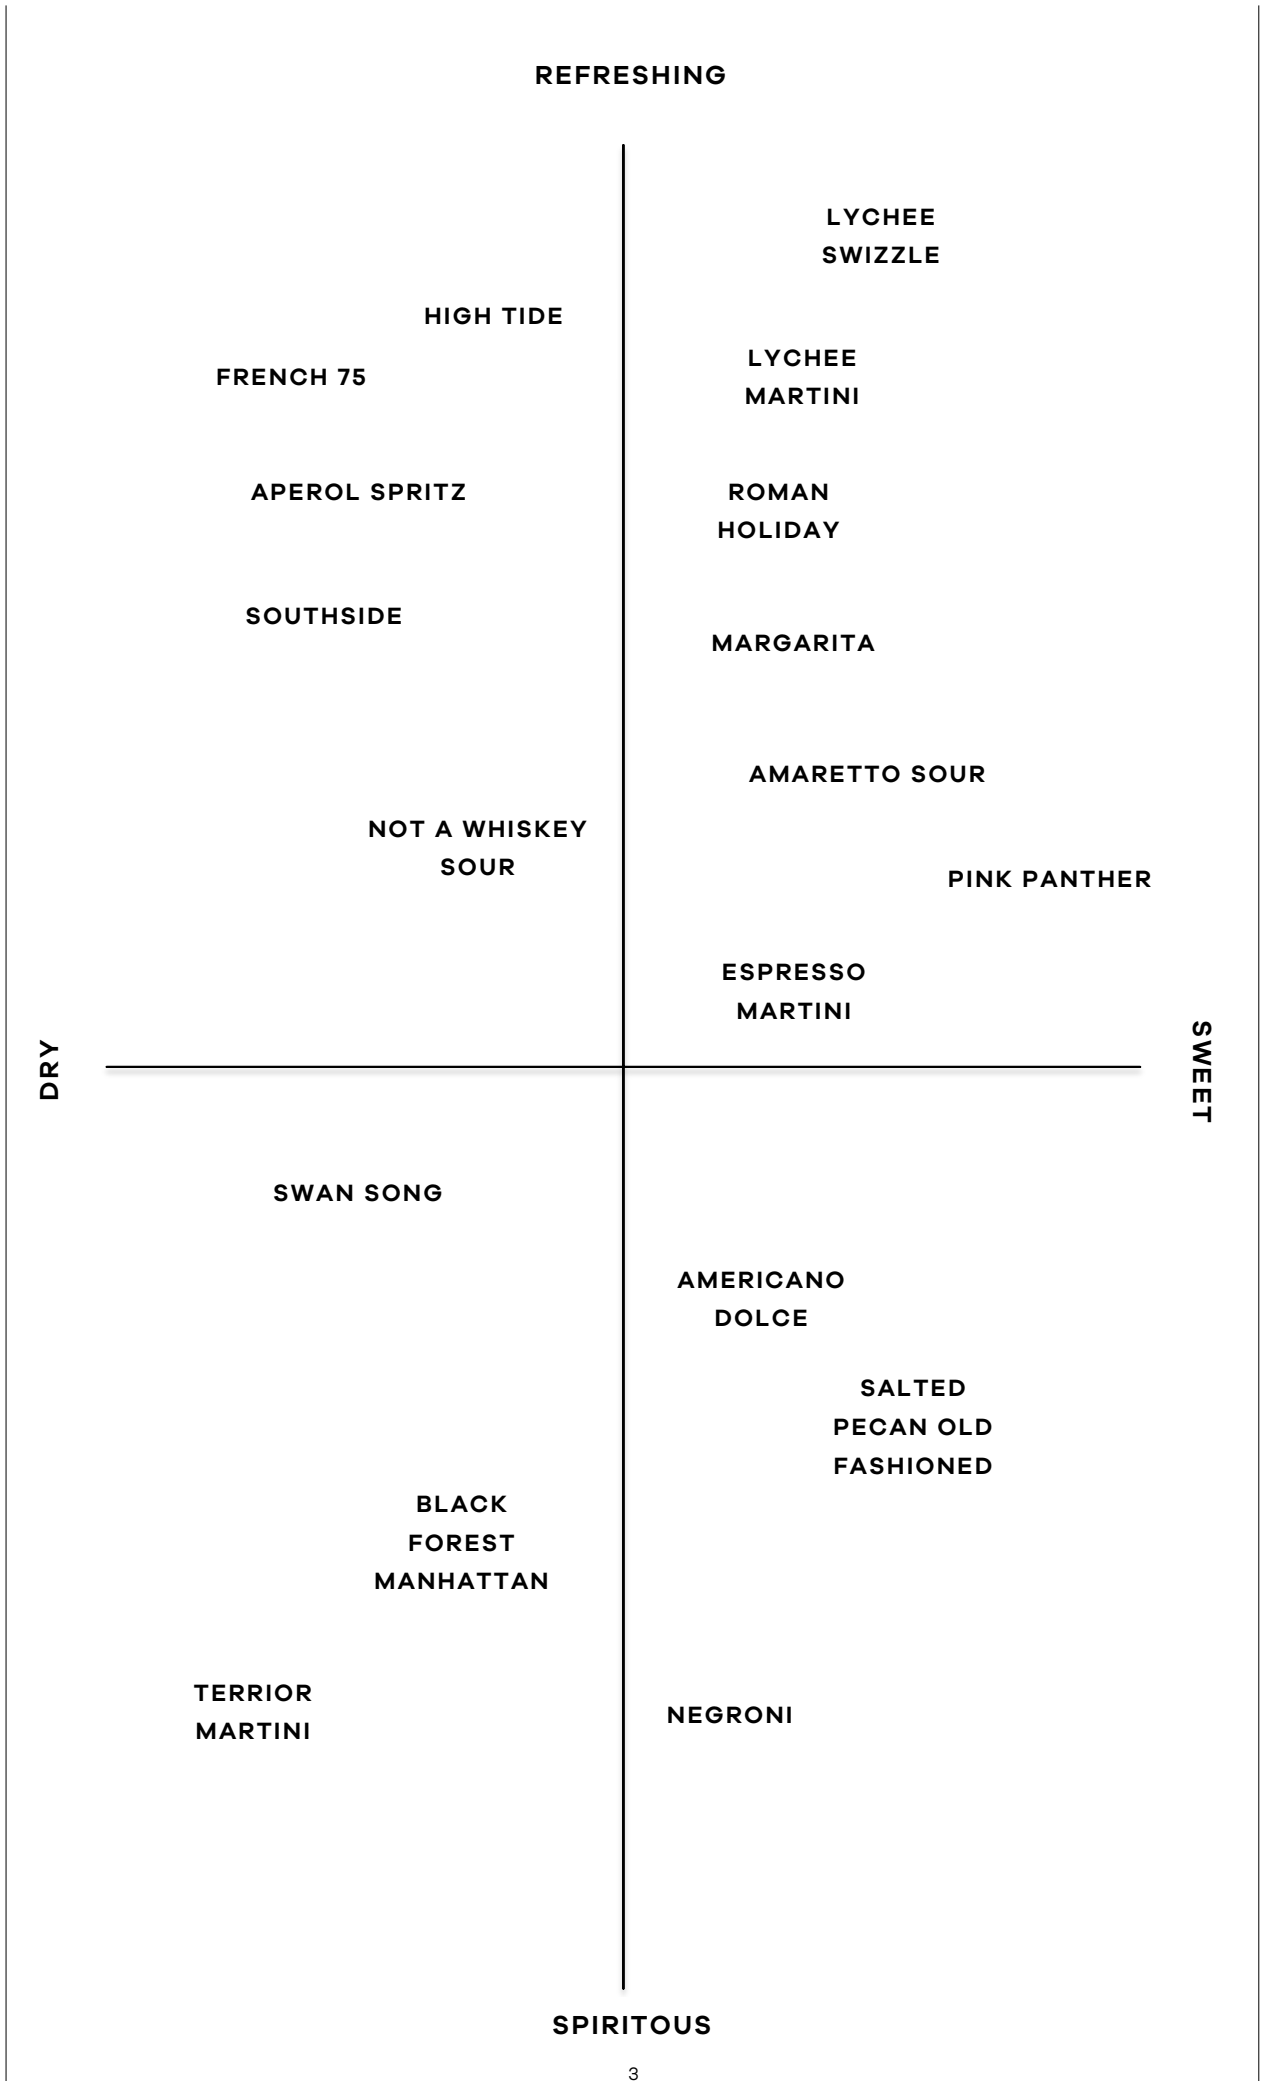 REFRESHING
LYCHEE
SWIZZLE
HIGH TIDE
LYCHEE
MARTINI
FRENCH 75
APEROL SPRITZ
ROMAN
HOLIDAY
SOUTHSIDE
MARGARITA
AMARETTO SOUR
NOT A WHISKEY
SOUR
PINK PANTHER
ESPRESSO
MARTINI
DRY
SWEET
SWAN SONG
AMERICANO
DOLCE
SALTED
PECAN OLD
FASHIONED
BLACK
FOREST
MANHATTAN
TERRIOR
MARTINI
NEGRONI
SPIRITOUS
3